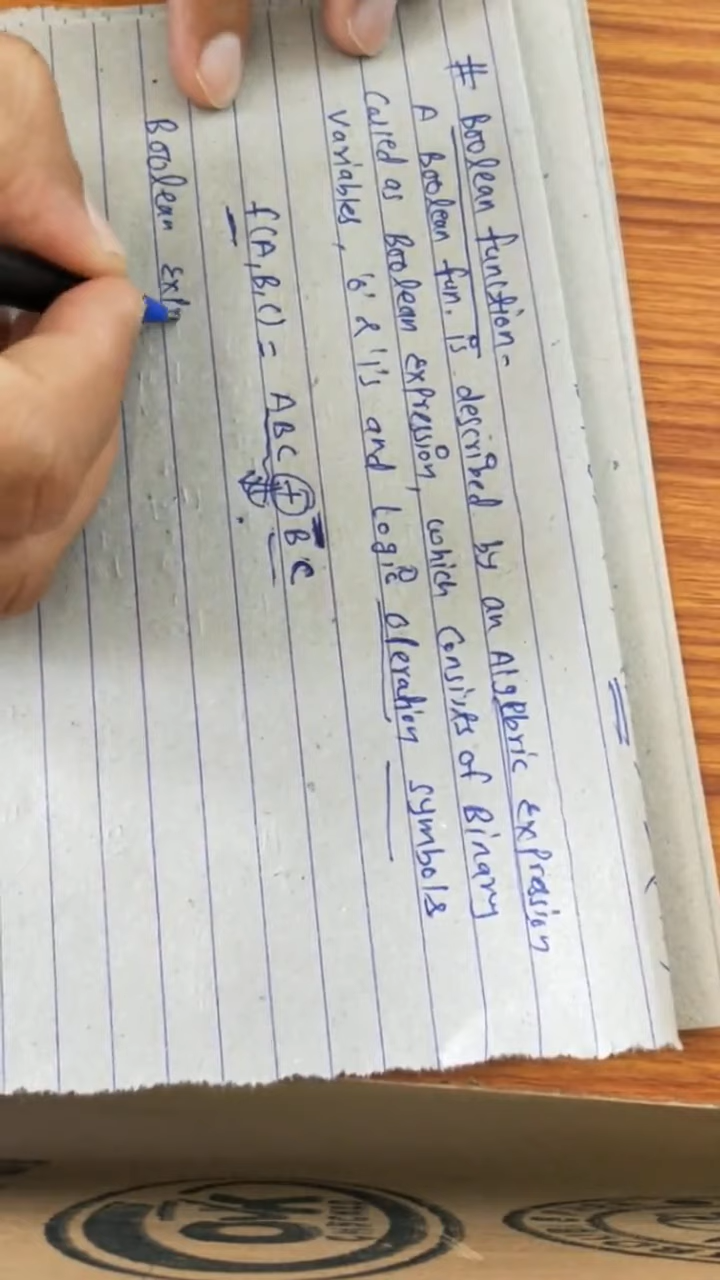 # Boolean function-
A Boolean fun. is described by an Algebric expression
Called as Boolean expression, which consists of Binary
Variables, '0' & '1's and Logic operation symbols
f(A,B,C) = ABC + B̅C
Boolean exp
OK